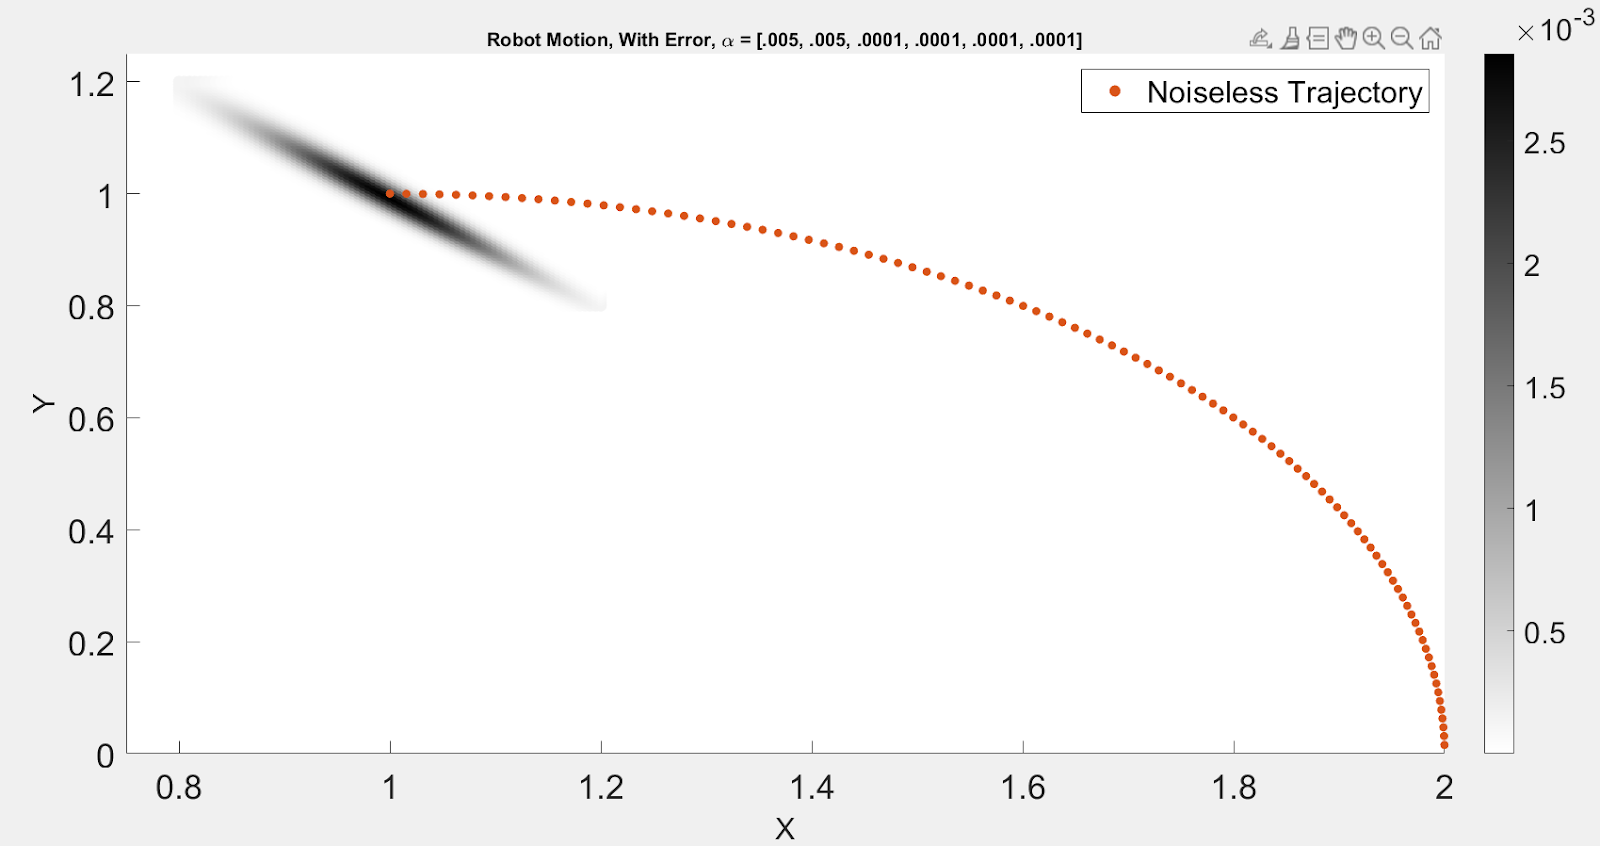 Robot Motion, With Error, α = [.005, .005, .0001, .0001, .0001, .0001]
× 10⁻³
Noiseless Trajectory
1.2
1
0.8
0.6
0.4
0.2
0
Y
0.8 1 1.2 1.4 1.6 1.8 2
X
2.5
2
1.5
1
0.5